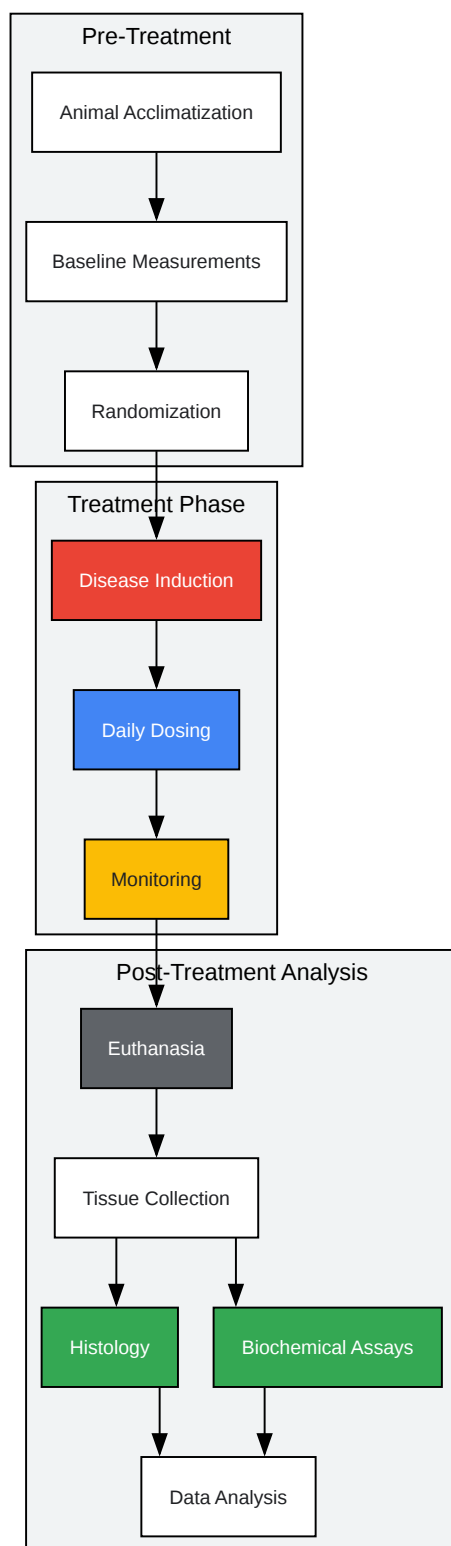 Pre-Treatment
Animal Acclimatization
Baseline Measurements
Randomization
Treatment Phase
Disease Induction
Daily Dosing
Monitoring
Post-Treatment Analysis
Euthanasia
Tissue Collection
Histology
Biochemical Assays
Data Analysis